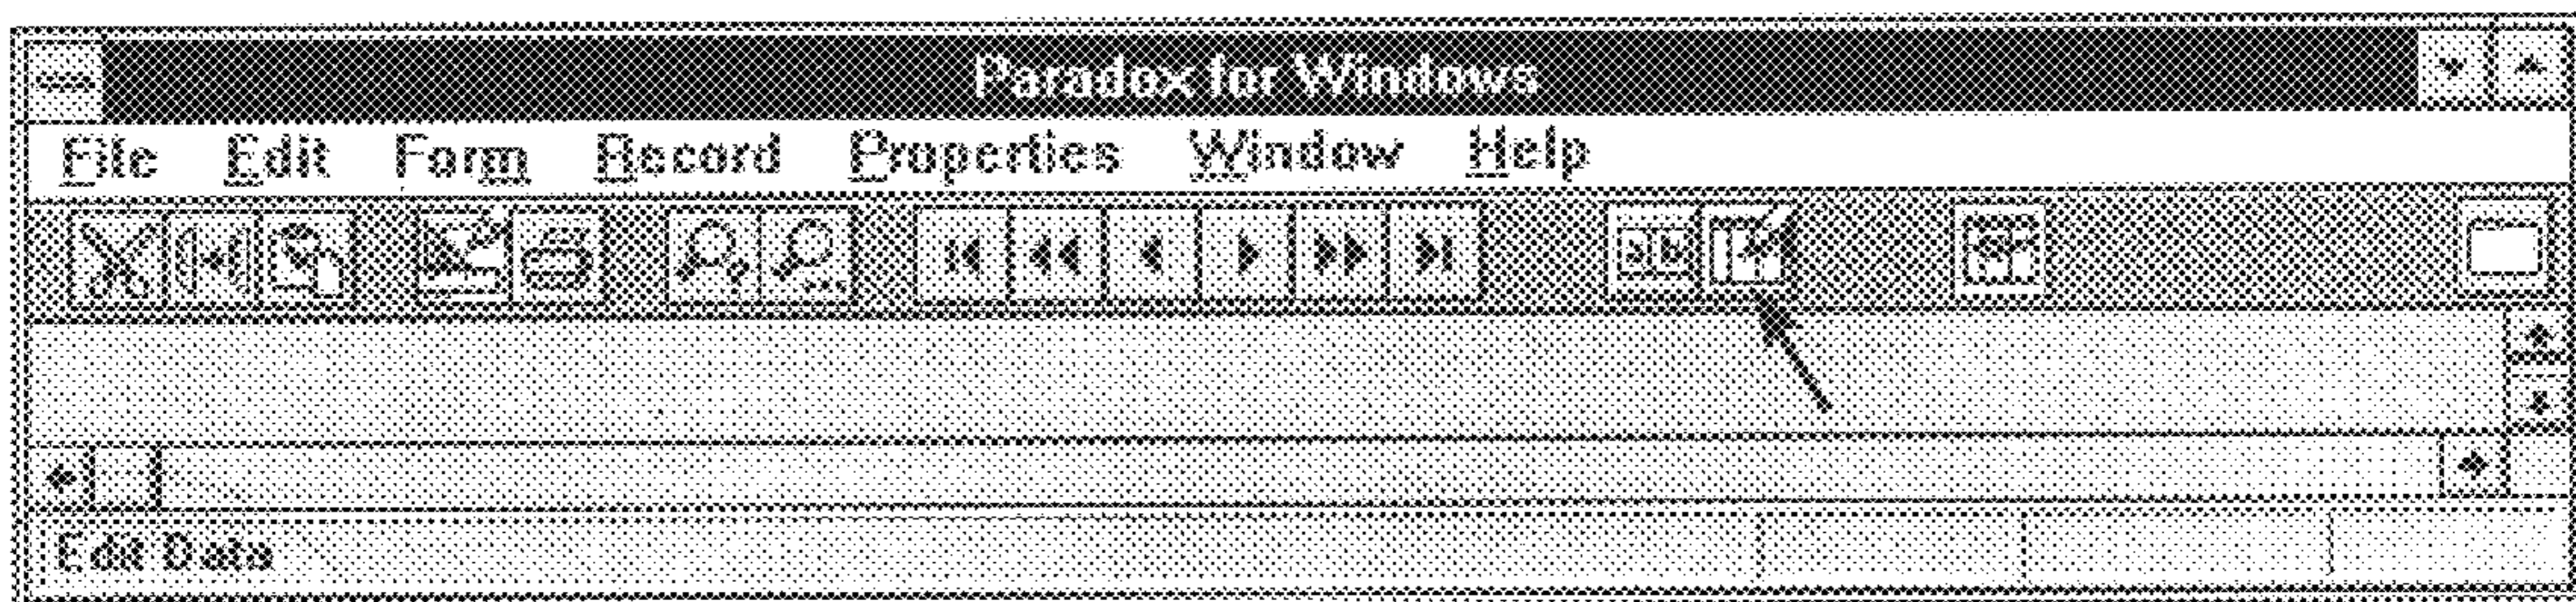 Paradox for Windows
File Edit Form Record Properties Window Help
Edit Data